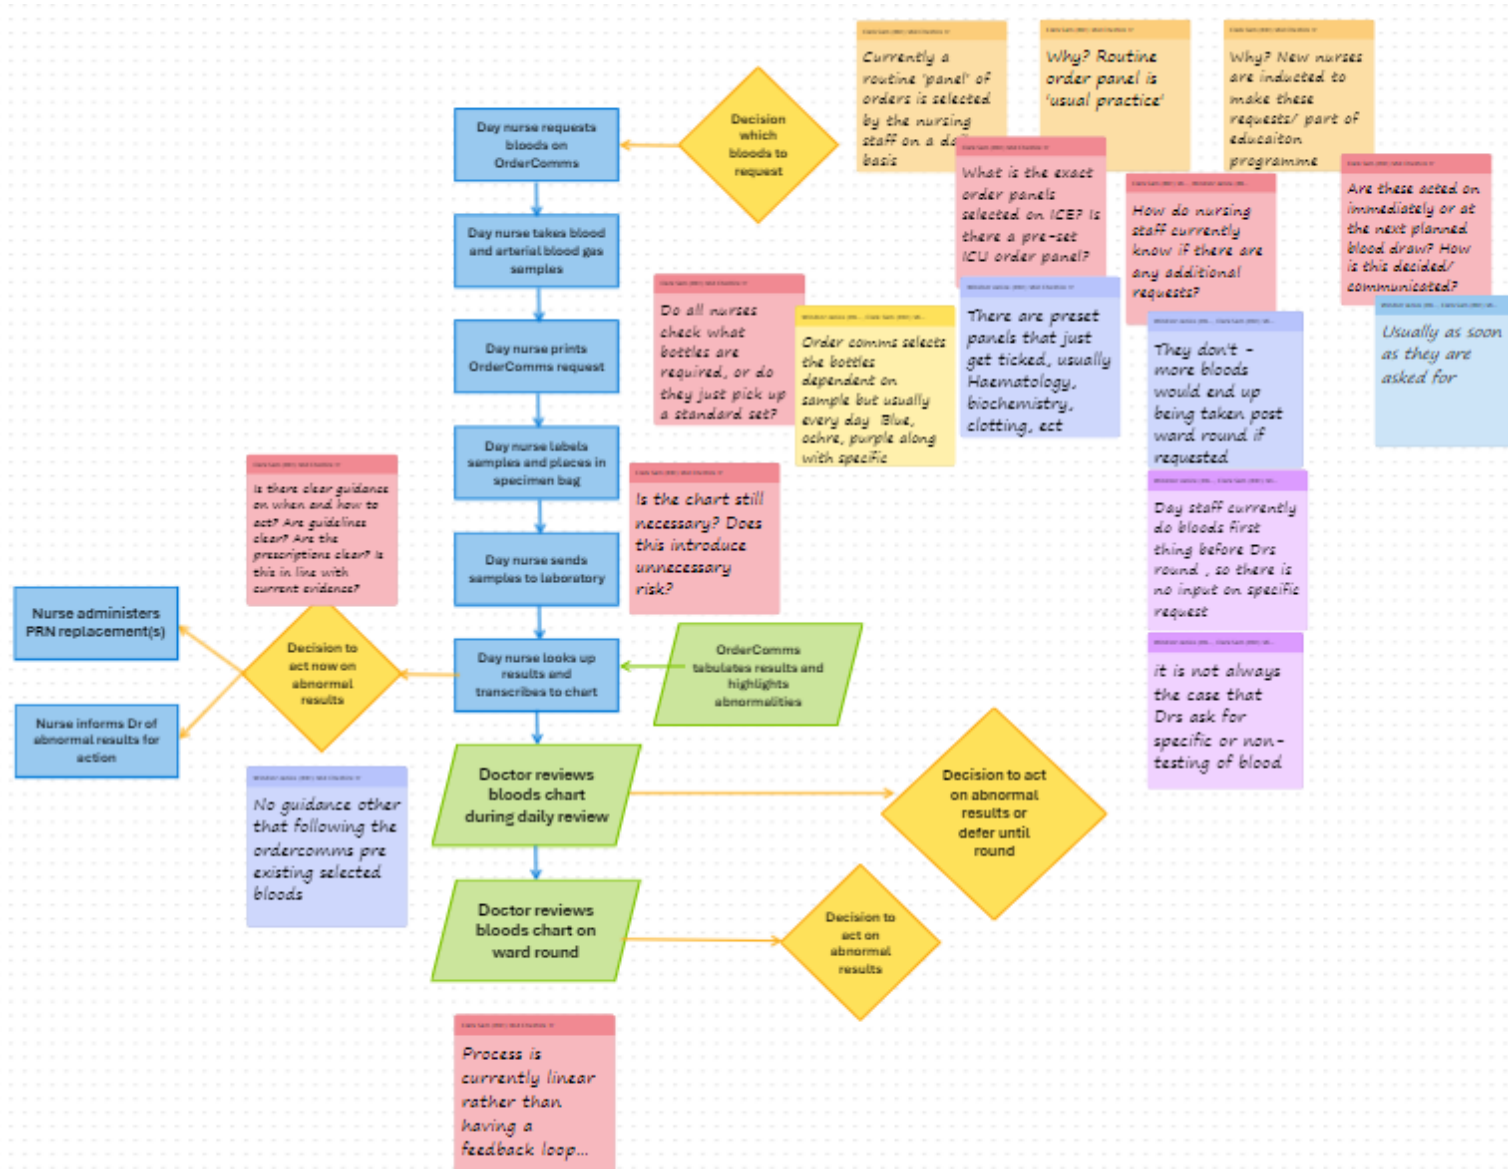 Currently a
routine 'panel' of
orders is selected
by the nursing
staff on a
basis
Why? Routine
order panel is
'usual practice'
Why? New nurses
are inducted to
make these
requests/ part of
educaiton
programme
Decision
which
bloods to
request
Day nurse requests
bloods on
OrderComms
What is the exact
order panels
selected on ICE? Is
there a pre-set
ICU order panel?
How do nursing
staff currently
know if there are
any additional
requests?
Are these acted on
immediately or at
the next planned
blood draw? How
is this decided/
communicated?
Day nurse takes blood
and arterial blood gas
samples
Do all nurses
check what
bottles are
required, or do
they just pick up
a standard set?
Order comms selects
the bottles
dependent on
sample but usually
every day Blue,
ochre, purple along
with specific
There are preset
panels that just
get ticked, usually
Haematology,
biochemistry,
clotting, ect
They don't -
more bloods
would end up
being taken post
ward round if
requested
Usually as soon
as they are
asked for
Day nurse prints
OrderComms request
Day nurse labels
samples and places in
specimen bag
Is there clear guidance
on when and how to
act? Are guidelines
clear? Are the
prescriptions clear? Is
this in line with
current evidence?
Is the chart still
necessary? Does
this introduce
unnecessary
risk?
Day staff currently
do bloods first
thing before Drs
round , so there is
no input on specific
request
Day nurse sends
samples to laboratory
Nurse administers
PRN replacement(s)
Decision to
act now on
abnormal
results
Day nurse looks up
results and
transcribes to chart
OrderComms
tabulates results and
highlights
abnormalities
it is not always
the case that
Drs ask for
specific or non-
testing of blood
Nurse informs Dr of
abnormal results for
action
Doctor reviews
bloods chart
during daily review
Decision to act
on abnormal
results or
defer until
round
No guidance other
that following the
ordercomms pre
existing selected
bloods
Doctor reviews
bloods chart on
ward round
Decision to
act on
abnormal
results
Process is
currently linear
rather than
having a
feedback loop...